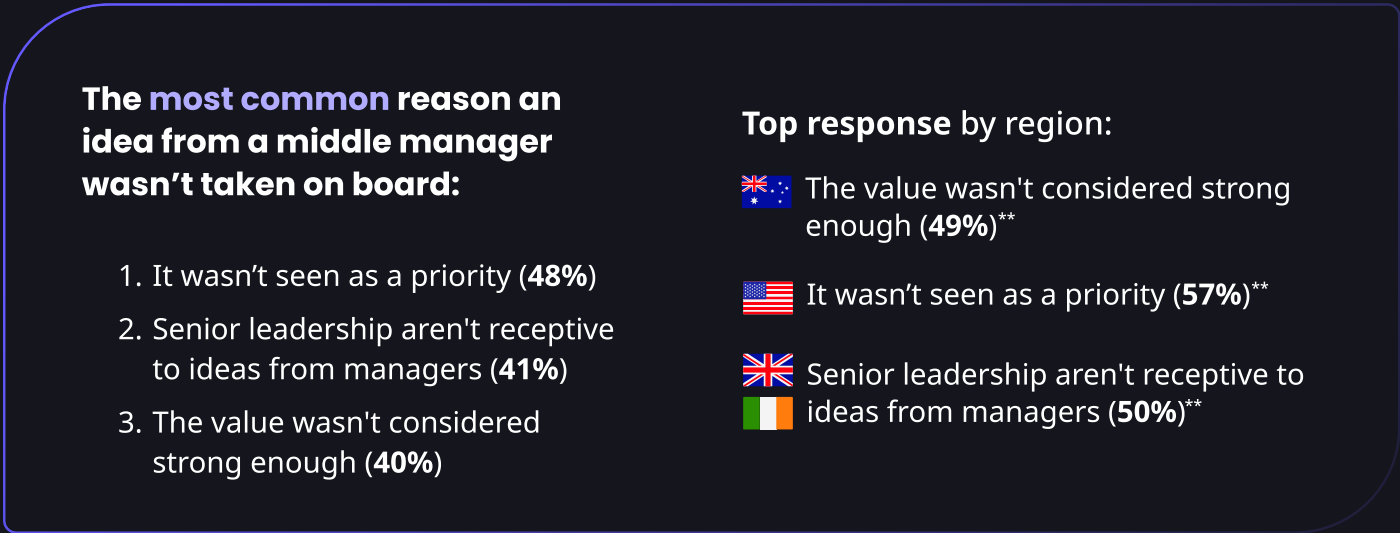 The most common reason an
idea from a middle manager
wasn’t taken on board:
1. It wasn’t seen as a priority (48%)
2. Senior leadership aren't receptive
to ideas from managers (41%)
3. The value wasn't considered
strong enough (40%)
Top response by region:
The value wasn't considered strong
enough (49%)**
It wasn’t seen as a priority (57%)**
Senior leadership aren't receptive to
ideas from managers (50%)**